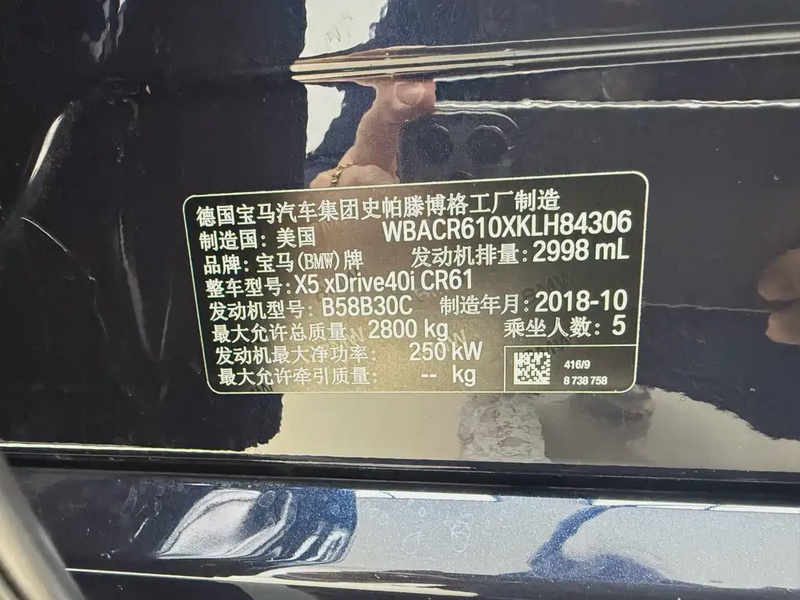 德国宝马汽车集团史帕滕博格工厂制造
制造国: 美国 WBACR610XKLH84306
品牌: 宝马(BMW)牌 发动机排量: 2998 mL
整车型号: X5 xDrive40i CR61
发动机型号: B58B30C 制造年月: 2018-10
最大允许总质量: 2800 kg 乘坐人数: 5
发动机最大净功率: 250 kW
最大允许牵引质量: -- kg
416/9
8 738 758